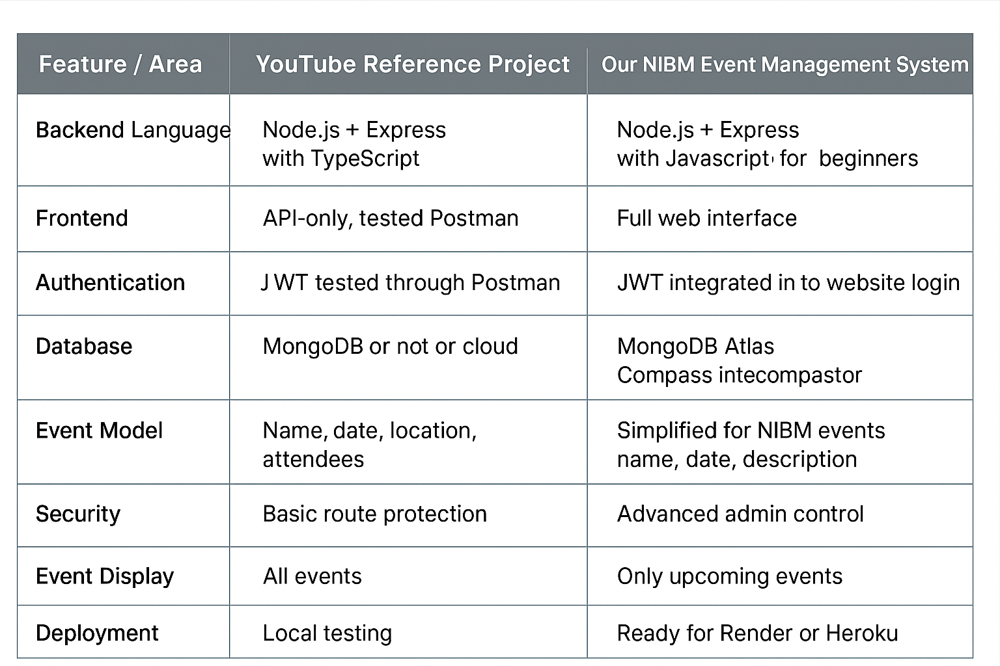 Feature / Area
YouTube Reference Project
Our NIBM Event Management System
Backend Language
Node.js + Express
with TypeScript
Node.js + Express
with Javascript for beginners
Frontend
API-only, tested Postman
Full web interface
Authentication
JWT tested through Postman
JWT integrated in to website login
Database
MongoDB or not or cloud
MongoDB Atlas
Compass intecompastor
Event Model
Name, date, location,
attendees
Simplified for NIBM events
name, date, description
Security
Basic route protection
Advanced admin control
Event Display
All events
Only upcoming events
Deployment
Local testing
Ready for Render or Heroku